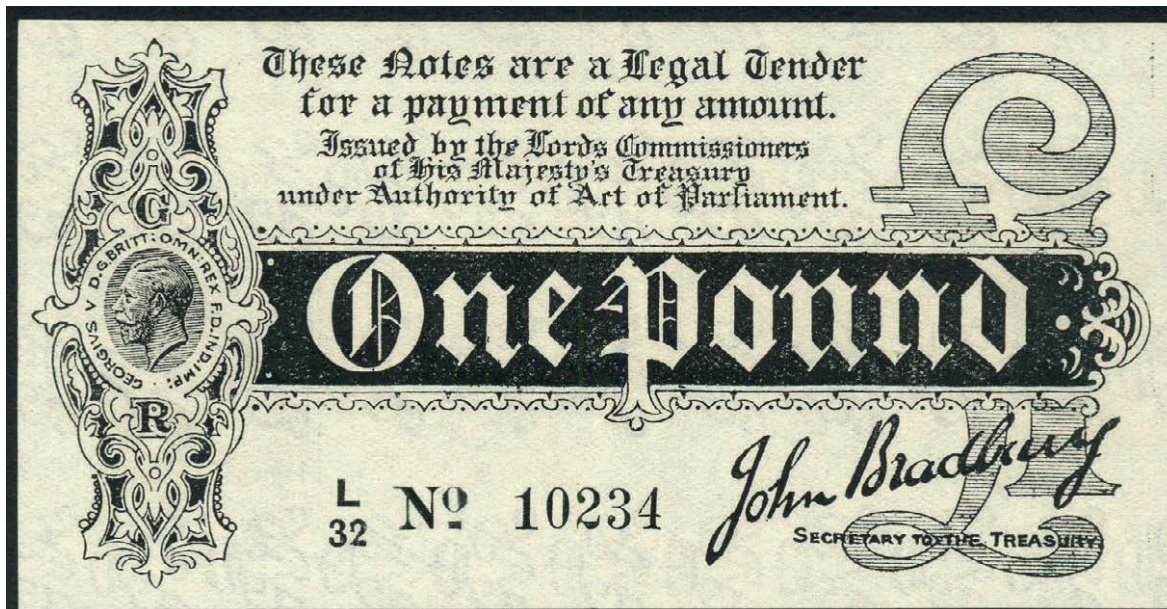 These Notes are a Legal Tender
for a payment of any amount.
Issued by the Lords Commissioners
of His Majesty's Treasury
under Authority of Act of Parliament.
£1
G
GEORGIVS V D.G.BRITT:OMN:REX F.D.IND:IMP:
R
One Pound
L
32
Nº 10234
John Bradbury
SECRETARY TO THE TREASURY.